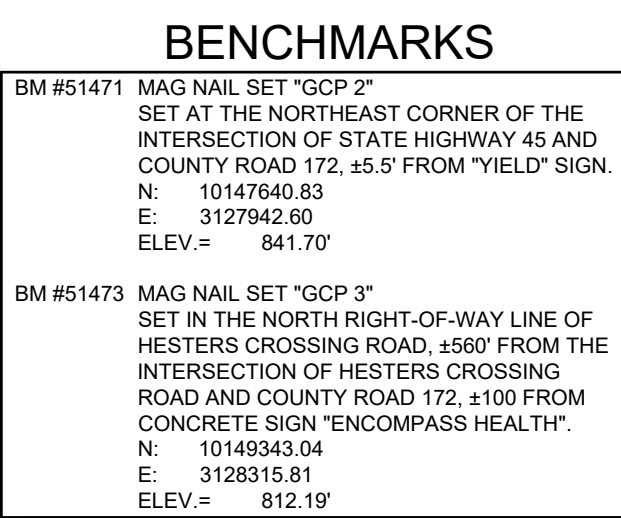 BENCHMARKS
BM #51471 MAG NAIL SET "GCP 2"
SET AT THE NORTHEAST CORNER OF THE
INTERSECTION OF STATE HIGHWAY 45 AND
COUNTY ROAD 172, ±5.5' FROM "YIELD" SIGN.
N: 10147640.83
E: 3127942.60
ELEV.= 841.70'
BM #51473 MAG NAIL SET "GCP 3"
SET IN THE NORTH RIGHT-OF-WAY LINE OF
HESTERS CROSSING ROAD, ±560' FROM THE
INTERSECTION OF HESTERS CROSSING
ROAD AND COUNTY ROAD 172, ±100 FROM
CONCRETE SIGN "ENCOMPASS HEALTH".
N: 10149343.04
E: 3128315.81
ELEV.= 812.19'